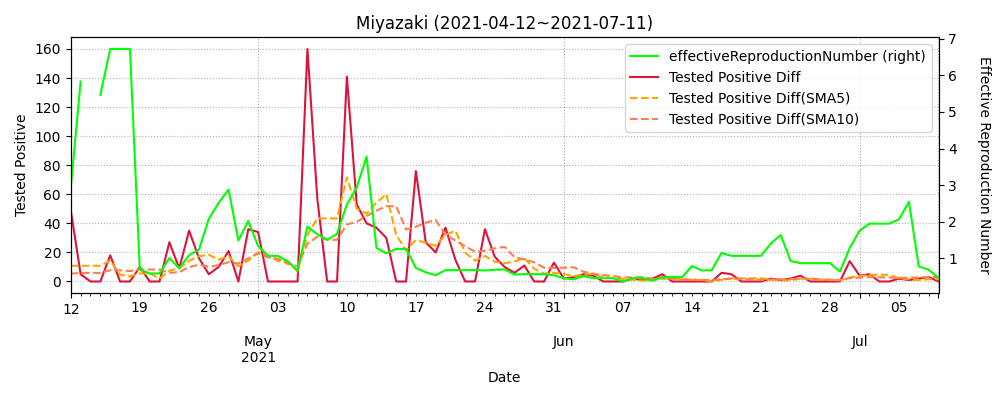 Miyazaki (2021-04-12~2021-07-11)
effectiveReproductionNumber (right)
Tested Positive Diff
Tested Positive Diff(SMA5)
Tested Positive Diff(SMA10)
Tested Positive
160
140
120
100
80
60
40
20
0
7
6
5
4
3
2
1
Effective Reproduction Number
12 19 26 03 10 17 24 31 07 14 21 28 05
May Jun Jul
2021
Date